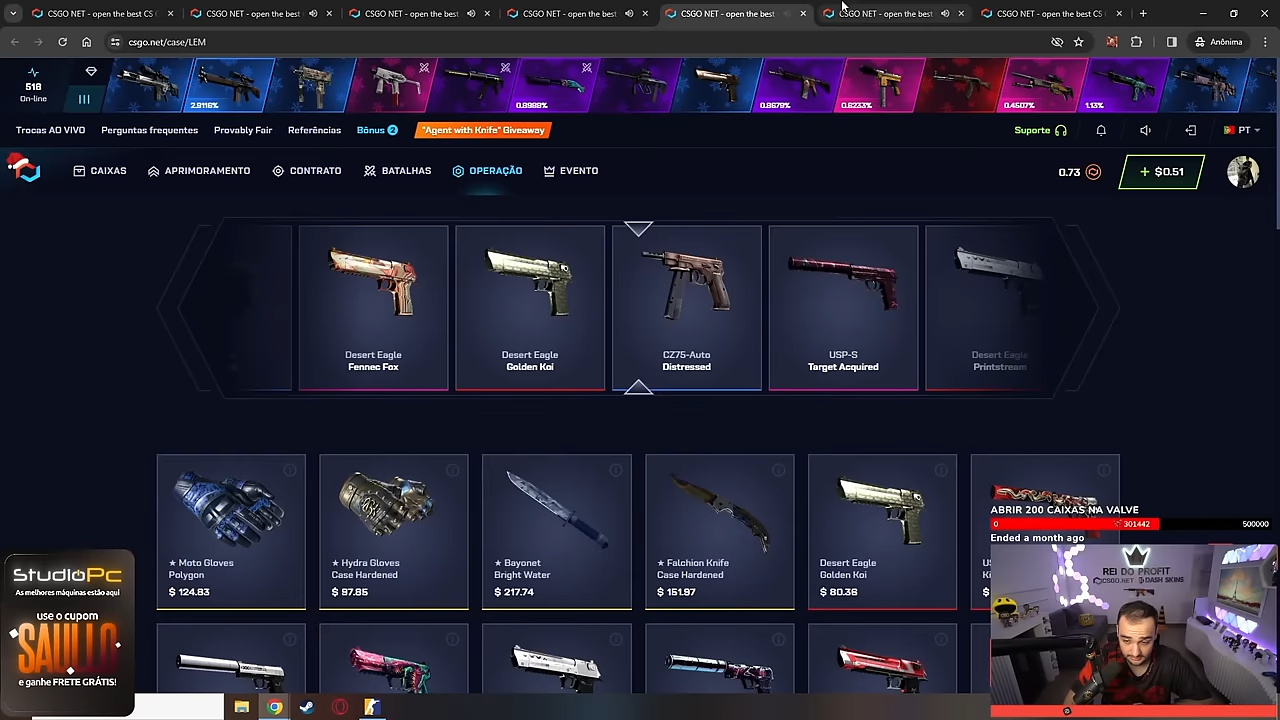 CSGO NET - open the best CS
CSGO NET - open the best
CSGO NET - open the best
CSGO NET - open the best
CSGO NET - open the best
CSGO NET - open the best
CSGO NET - open the best CS
csgo.net/case/LEM
Anônima
518
On-line
2.9116%
0.8988%
0.8679%
0.6233%
0.4507%
1.13%
Trocas AO VIVO
Perguntas frequentes
Provably Fair
Referências
Bônus 2
"Agent with Knife" Giveaway
Suporte
PT
CAIXAS
APRIMORAMENTO
CONTRATO
BATALHAS
OPERAÇÃO
EVENTO
0.73
+ $0.51
Desert Eagle
Fennec Fox
Desert Eagle
Golden Koi
CZ75-Auto
Distressed
USP-S
Target Acquired
Desert Eagle
Printstream
★ Moto Gloves
Polygon
$ 124.83
★ Hydra Gloves
Case Hardened
$ 97.85
★ Bayonet
Bright Water
$ 217.74
★ Falchion Knife
Case Hardened
$ 151.97
Desert Eagle
Golden Koi
$ 80.36
ABRIR 200 CAIXAS NA VALVE
0
301442
500000
Ended a month ago
REI DO PROFIT
CSGO.NET
DASH SKINS
StudioPc
As melhores máquinas estão aqui
use o cupom
SAULLO
e ganhe FRETE GRÁTIS!